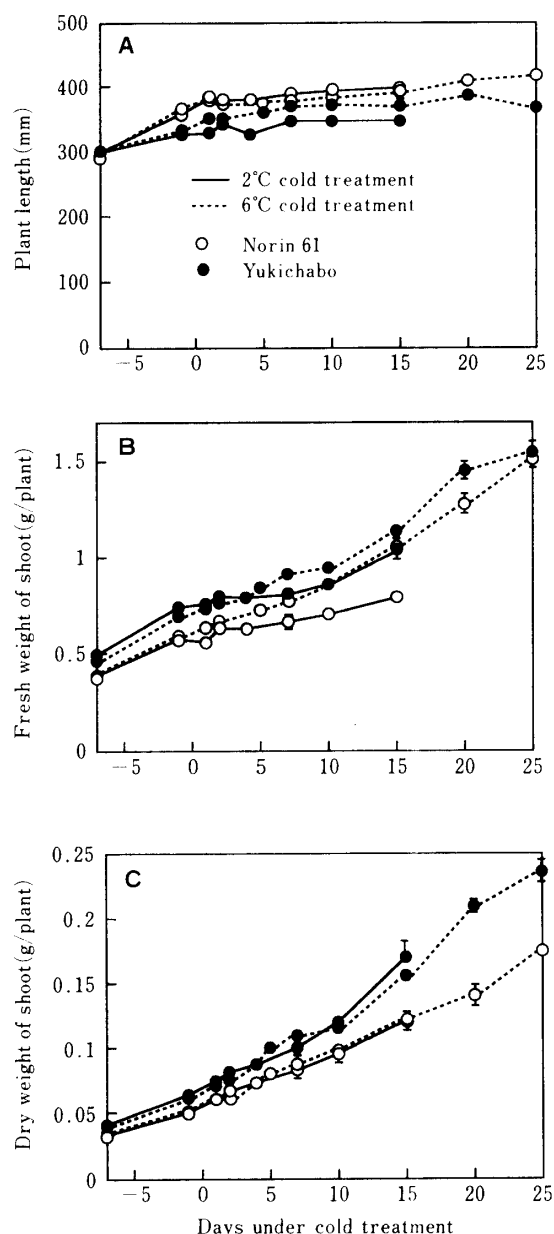 A
500
400
300
200
100
0
Plant length(mm)
2°C cold treatment
6°C cold treatment
Norin 61
Yukichabo
−5 0 5 10 15 20 25
B
1.5
1
0.5
0
Fresh weight of shoot(g/plant)
−5 0 5 10 15 20 25
C
0.25
0.2
0.15
0.1
0.05
0
Dry weight of shoot(g/plant)
−5 0 5 10 15 20 25
Days under cold treatment